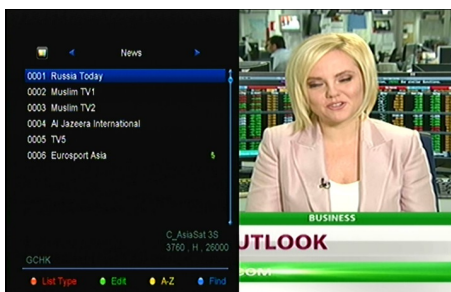 News
0001 Russia Today
0002 Muslim TV1
0003 Muslim TV2
0004 Al Jazeera International
0005 TV5
0006 Eurosport Asia
$
C_AsiaSat 3S
3760 , H , 26000
GCHK
List Type
Edit
A-Z
Find
BUSINESS
UTLOOK
.COM